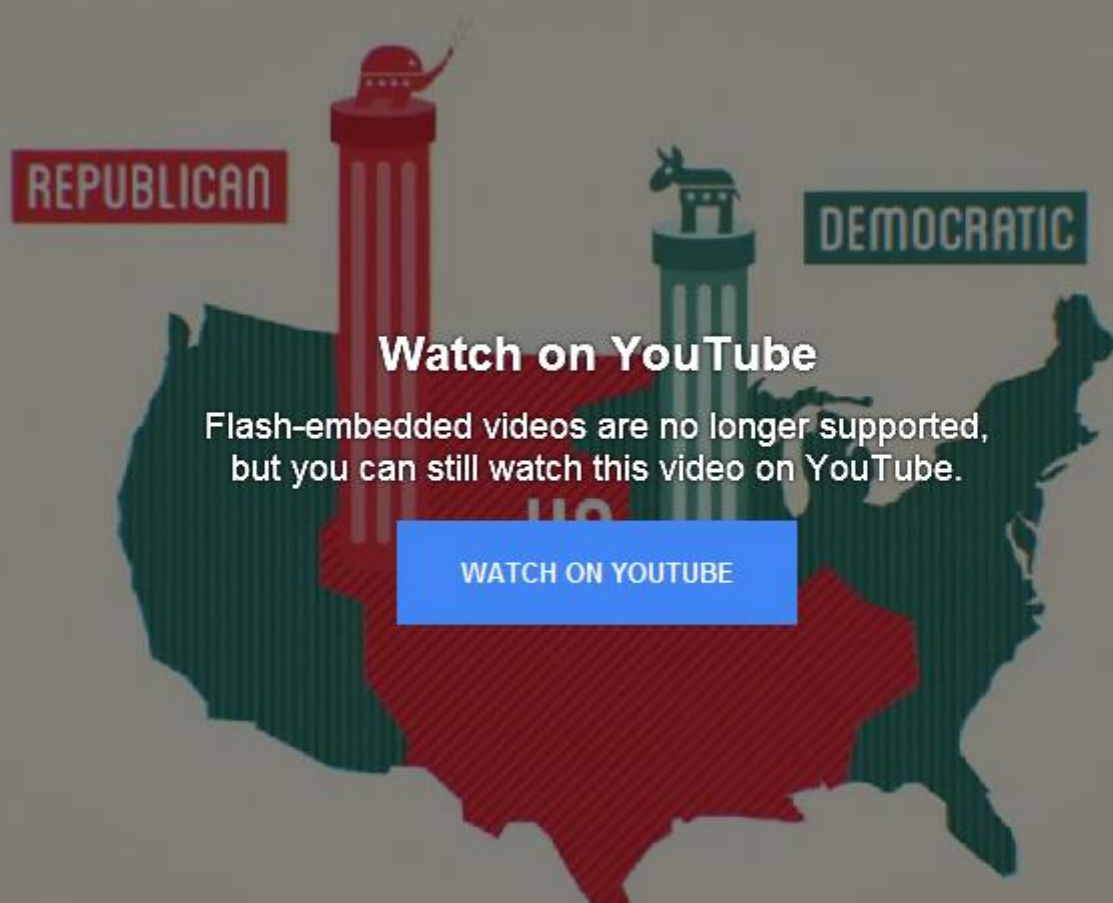 REPUBLICAN
DEMOCRATIC
Watch on YouTube
Flash-embedded videos are no longer supported,
but you can still watch this video on YouTube.
WATCH ON YOUTUBE